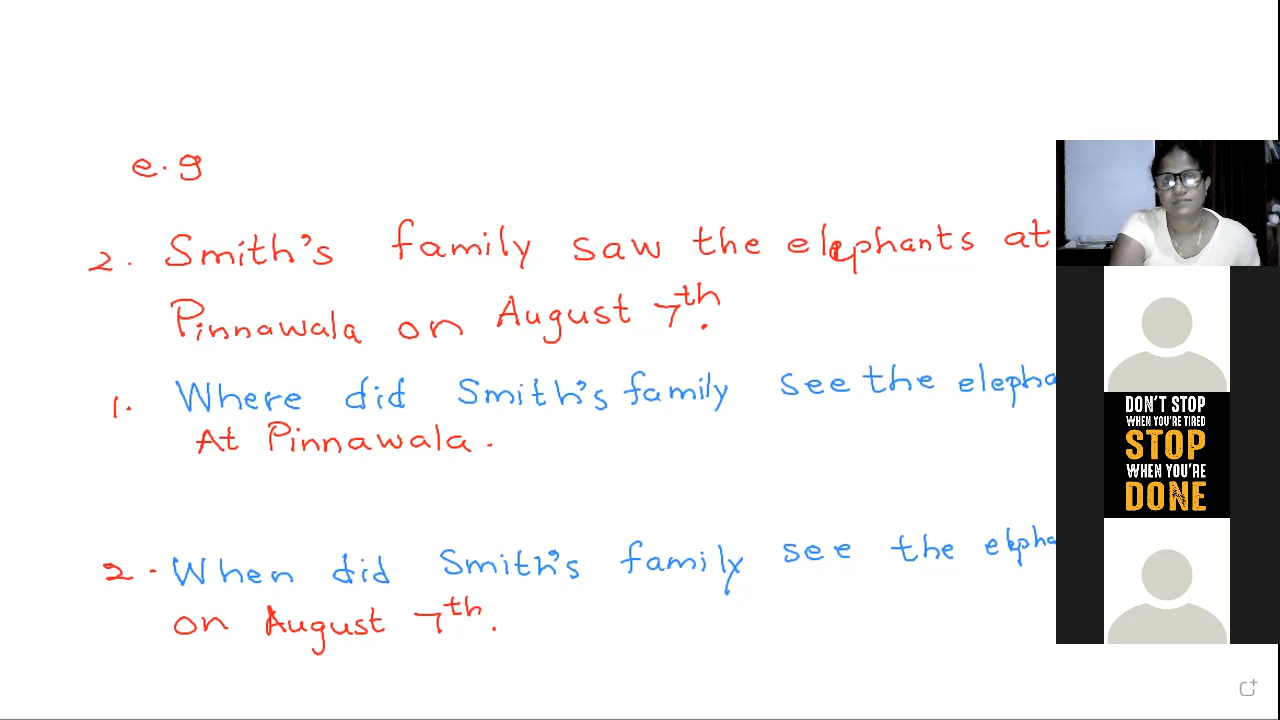 e.g
2. Smith's family saw the elephants at
Pinnawala on August 7th.
1. Where did Smith's family see the elepha
At Pinnawala.
2. When did Smith's family see the elepha
on August 7th.
DON'T STOP
WHEN YOU'RE TIRED
STOP
WHEN YOU'RE
DONE